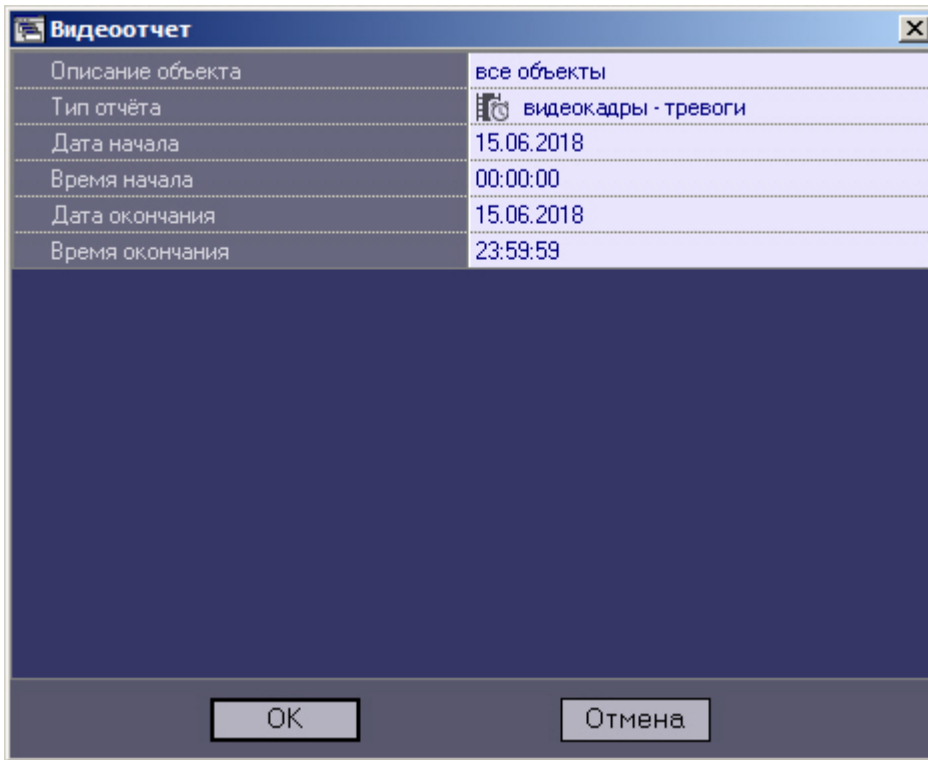 Видеоотчет
Описание объекта все объекты
Тип отчёта видеокадры - тревоги
Дата начала 15.06.2018
Время начала 00:00:00
Дата окончания 15.06.2018
Время окончания 23:59:59
OK Отмена